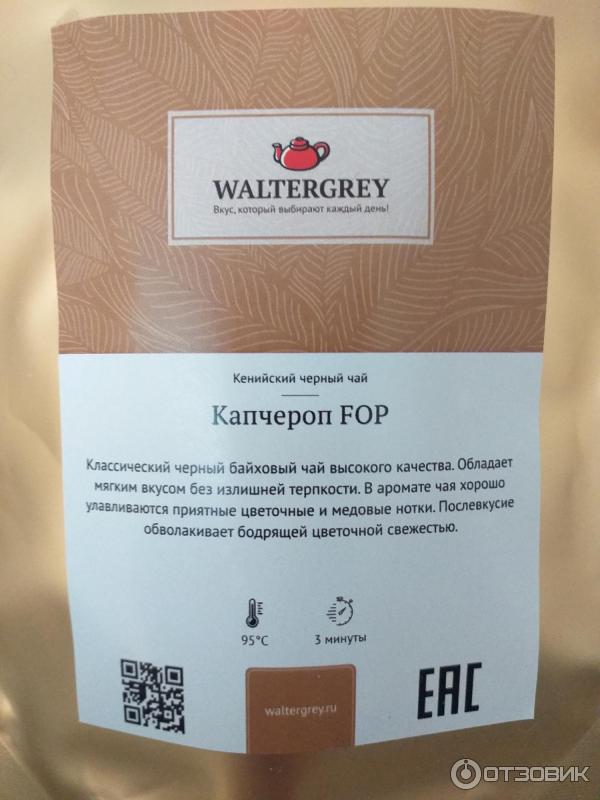 WALTERGREY
Вкус, который выбирают каждый день!
Кенийский черный чай
Капчероп FOP
Классический черный байховый чай высокого качества. Обладает
мягким вкусом без излишней терпкости. В аромате чая хорошо
улавливаются приятные цветочные и медовые нотки. Послевкусие
обволакивает бодрящей цветочной свежестью.
95°C
3 минуты
waltergrey.ru
EAC
ОТЗОВИК